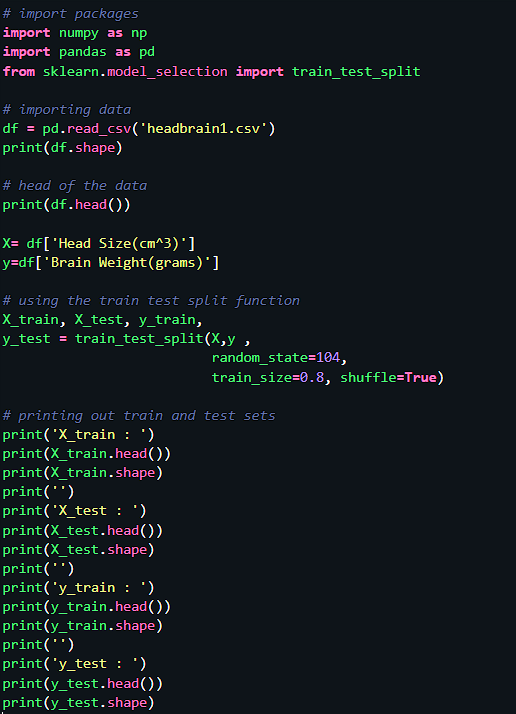 # import packages
import numpy as np
import pandas as pd
from sklearn.model_selection import train_test_split

# importing data
df = pd.read_csv('headbrain1.csv')
print(df.shape)

# head of the data
print(df.head())

X= df['Head Size(cm^3)']
y=df['Brain Weight(grams)']

# using the train test split function
X_train, X_test, y_train,
y_test = train_test_split(X,y ,
                          random_state=104,
                          train_size=0.8, shuffle=True)

# printing out train and test sets
print('X_train : ')
print(X_train.head())
print(X_train.shape)
print('')
print('X_test : ')
print(X_test.head())
print(X_test.shape)
print('')
print('y_train : ')
print(y_train.head())
print(y_train.shape)
print('')
print('y_test : ')
print(y_test.head())
print(y_test.shape)